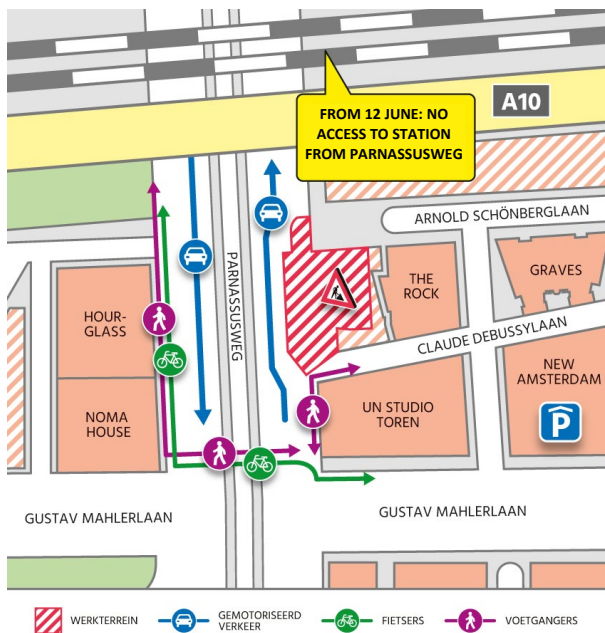 FROM 12 JUNE: NO
ACCESS TO STATION
FROM PARNASSUSWEG
A10
ARNOLD SCHÖNBERGLAAN
PARNASSUSWEG
THE
ROCK
GRAVES
HOUR-
GLASS
CLAUDE DEBUSSYLAAN
NOMA
HOUSE
UN STUDIO
TOREN
NEW
AMSTERDAM
P
GUSTAV MAHLERLAAN
GUSTAV MAHLERLAAN
WERKTERREIN
GEMOTORISEERD
VERKEER
FIETSERS
VOETGANGERS